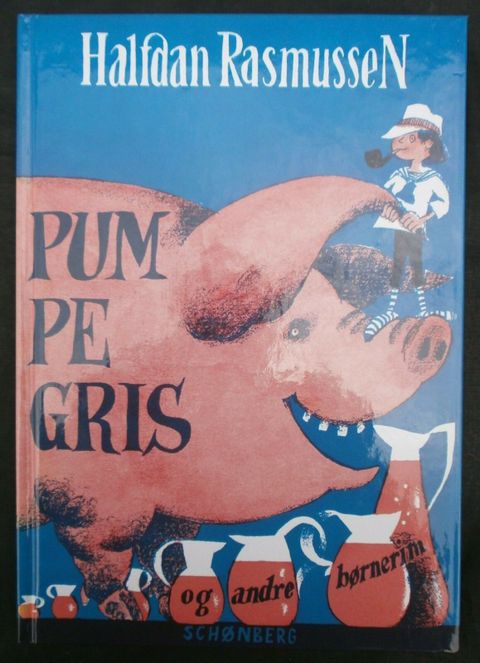 Halfdan Rasmussen
PUM
PE
GRIS
og andre børnerim
SCHØNBERG